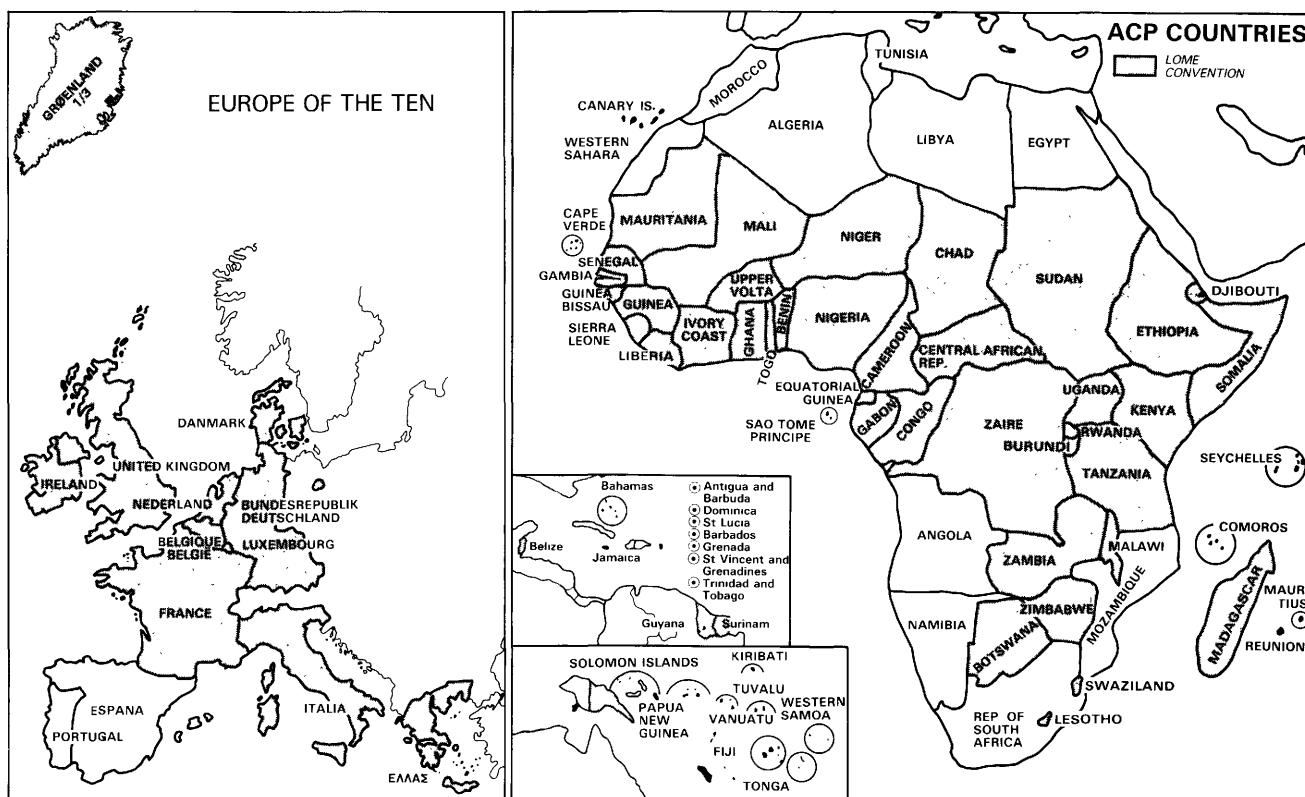 GRØENLAND
1/3
EUROPE OF THE TEN
DANMARK
UNITED KINGDOM
IRELAND
NEDERLAND
BUNDESREPUBLIK
DEUTSCHLAND
BELGIQUE
BELGIË
LUXEMBOURG
FRANCE
ESPANA
PORTUGAL
ITALIA
ΕΛΛΑΣ
ACP COUNTRIES
LOME
CONVENTION
TUNISIA
MOROCCO
CANARY IS.
ALGERIA
LIBYA
EGYPT
WESTERN
SAHARA
CAPE
VERDE
MAURITANIA
MALI
NIGER
CHAD
SUDAN
SENEGAL
GAMBIA
GUINEA
BISSAU
GUINEA
SIERRA
LEONE
LIBERIA
IVORY
COAST
UPPER
VOLTA
GHANA
TOGO
BENIN
NIGERIA
CAMEROON
CENTRAL AFRICAN
REP.
DJIBOUTI
ETHIOPIA
SOMALIA
EQUATORIAL
GUINEA
SAO TOME
PRINCIPE
GABON
CONGO
ZAIRE
UGANDA
KENYA
RWANDA
BURUNDI
TANZANIA
SEYCHELLES
COMOROS
ANGOLA
ZAMBIA
MALAWI
MOZAMBIQUE
ZIMBABWE
NAMIBIA
BOTSWANA
MADAGASCAR
MAURI
TIUS
REUNION
SWAZILAND
LESOTHO
REP OF
SOUTH
AFRICA
Bahamas
Belize
Jamaica
Guyana
Surinam
Antigua and
Barbuda
Dominica
St Lucia
Barbados
Grenada
St Vincent and
Grenadines
Trinidad and
Tobago
SOLOMON ISLANDS
KIRIBATI
PAPUA
NEW
GUINEA
TUVALU
VANUATU
WESTERN
SAMOA
FIJI
TONGA